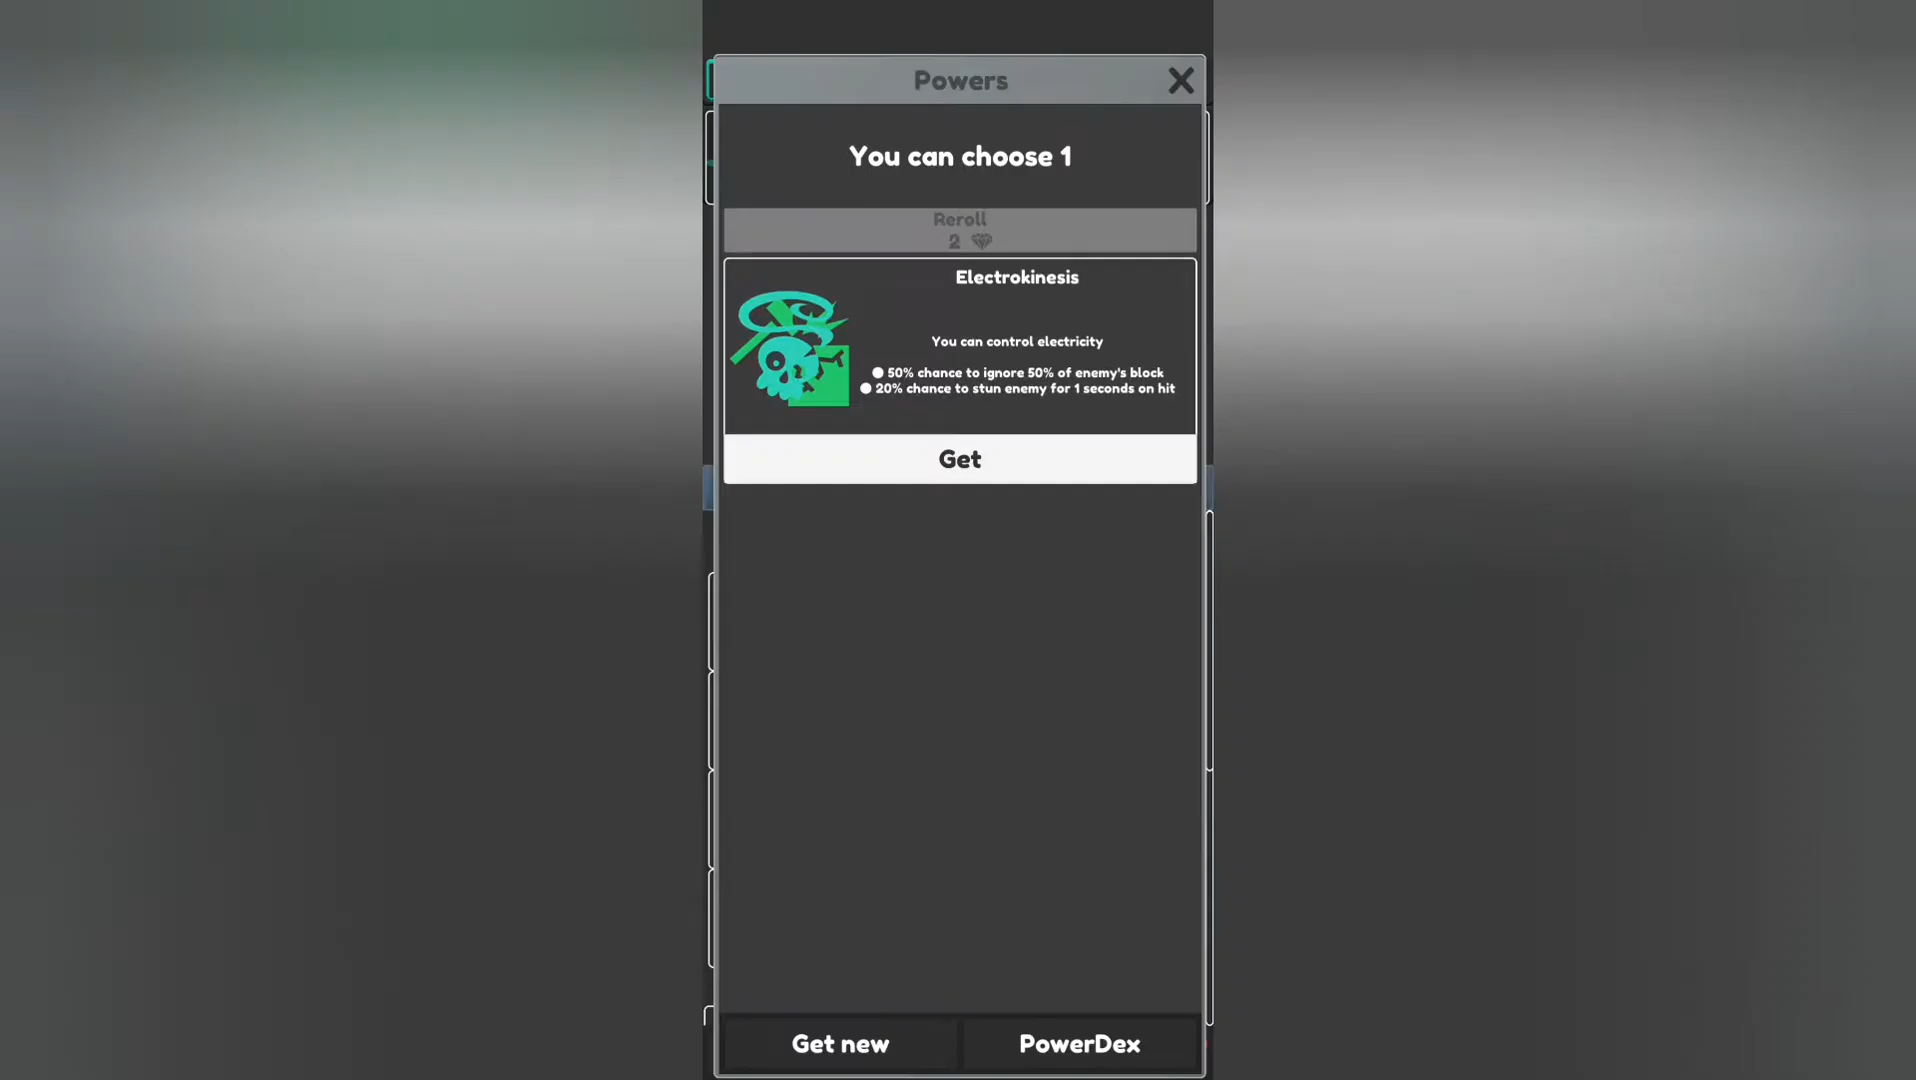 Powers
You can choose 1
Reroll
2
Electrokinesis
You can control electricity
● 50% chance to ignore 50% of enemy's block
● 20% chance to stun enemy for 1 seconds on hit
Get
Get new
PowerDex